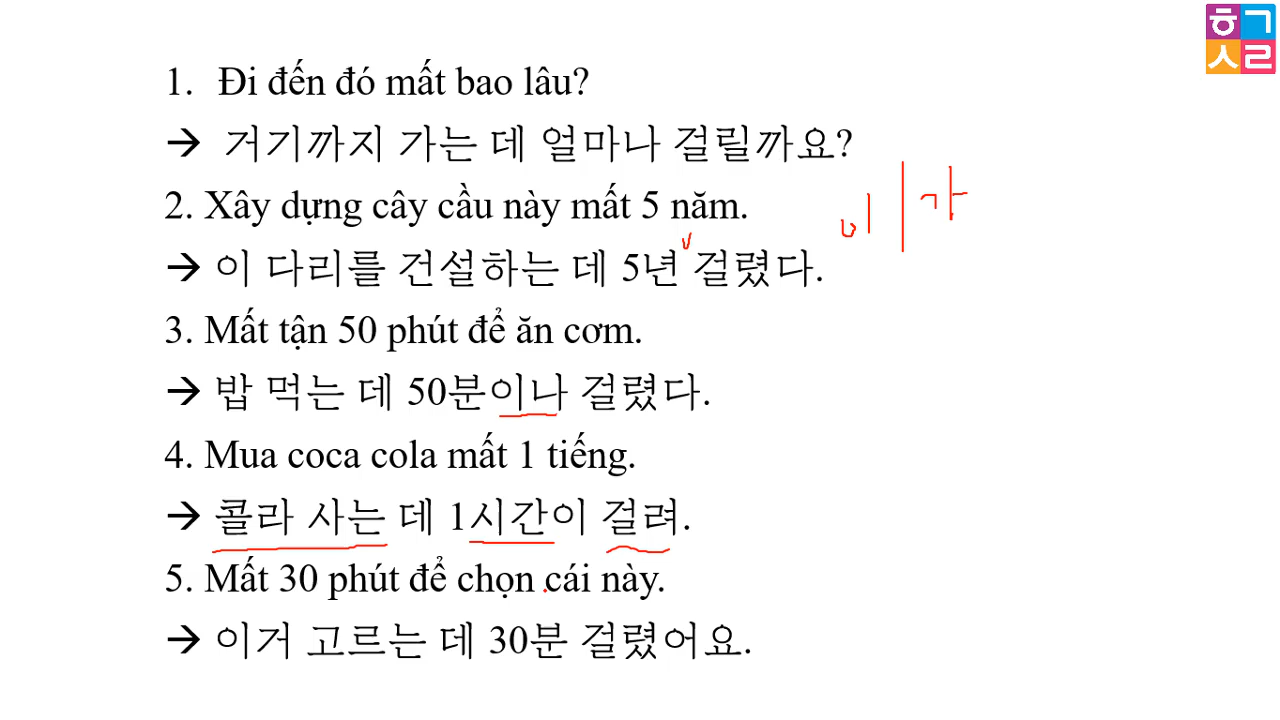 ㅎㄱ
ㅅㄹ
1. Đi đến đó mất bao lâu?
→ 거기까지 가는 데 얼마나 걸릴까요?
2. Xây dựng cây cầu này mất 5 năm.
이 | 가
→ 이 다리를 건설하는 데 5년 걸렸다.
3. Mất tận 50 phút để ăn cơm.
→ 밥 먹는 데 50분이나 걸렸다.
4. Mua coca cola mất 1 tiếng.
→ 콜라 사는 데 1시간이 걸려.
5. Mất 30 phút để chọn cái này.
→ 이거 고르는 데 30분 걸렸어요.